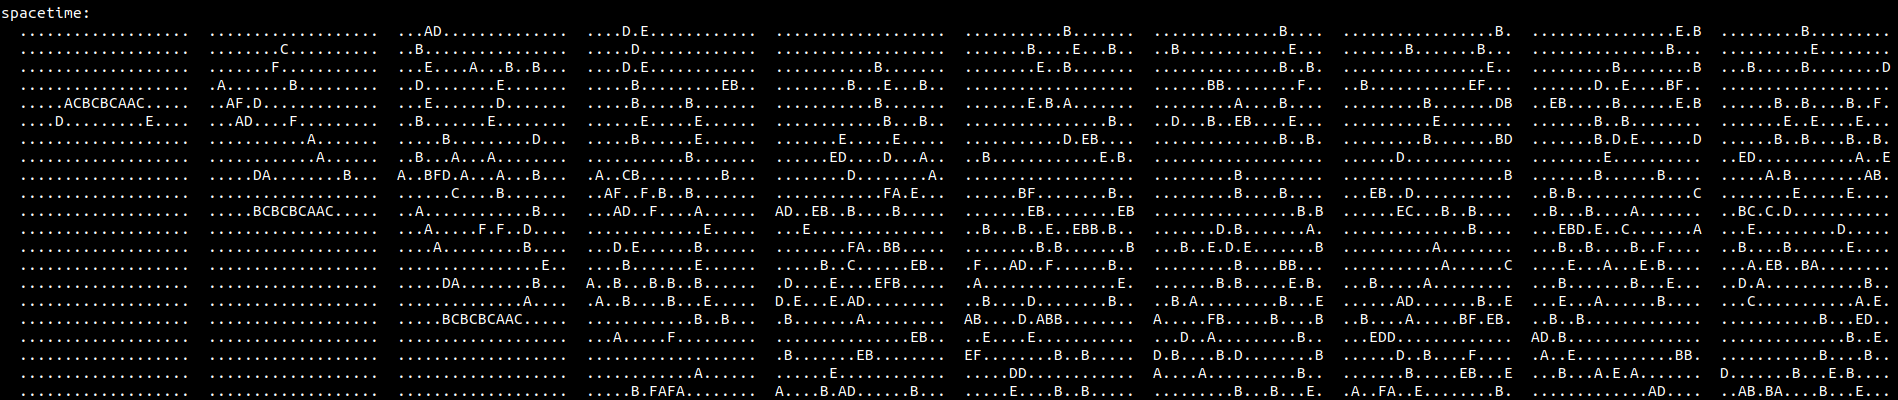 spacetime:
................... ................... ...AD.............. ....D.E............ ................... ...........B....... ..............B.... .................B. ................E.B .........B.........
................... ........C.......... ..B................ .....D............. ................... .......B....E...B.. ..B............E... .......B.......B... ...............B... ..........E........
................... .......F........... ...E....A...B..B... ....D.E............ ...........B....... ........E..B....... ..............B..B. ................E.. .........B........B ...B.....B........D
................... .A.......B......... ..D........E....... .....B.........EB.. ........B...E...B.. ................... ......BB........F.. ..B...........EF... .......D..E....BF.. ...................
.....ACBCBCAAC..... ..AF.D............. ...E.......D....... .....B.....B....... ...........B....... .......E.B.A....... .........A....B.... .........B.......DB ..EB.....B......E.B ......B..B....B..F.
....D.........E.... ...AD....F......... ..B.......E........ ......E.....E...... ............B...B.. ................B.. ..D...B..EB....E... ..........E........ .......B..B........ .......E..E....E...
................... ...........A....... .....B.........D... .....B......E...... .......E.....E..... ...........D.EB.... ..............B..B. .........B.......BD .......B.D.E......D ......B..B....B..B.
................... ............A...... ..B...A...A........ ...........B....... ......ED....D...A.. ..B............E.B. ................... ......D............ ........E.......... ..ED...........A..E
................... .....DA........B... A..BFD.A...A...B... .A..CB.........B... ........D........A. ................... .........B......... ..................B .......B......B.... .....A.B........AB.
................... ................... ......C....B....... ..AF..F.B..B....... ............FA.E... ......BF........B.. .........B....B.... ...EB..D........... ..B.B.............C ........E.....E....
................... .....BCBCBCAAC..... ..A............B... ...AD..F....A...... AD..EB..B....B..... .......EB........EB ................B.B ......EC...B..B.... ..B...B....A....... ..BC.C.D...........
................... ................... ...A.....F.F..D.... .............E..... ...E............... ..B...B..E..EBB.B.. .......D.B.......A. ..............B.... ...EBD.E..C.......A ...E.........D.....
................... ................... ....A.........B.... ...D.E......B...... ........FA..BB..... ........B.B.......B ...B..E.D.E.......B ..........A........ ...B..B....B..F.... ..B....B......E....
................... ................... ................E.. ....B.......E...... .....B..C......EB.. .F...AD..F......B.. .........B....BB... ...........A......C ....E...A...E.B.... ...A.EB..BA........
................... ................... .....DA........B... A...B..B.B..B...... .D....E....EFB..... .A...............E. .......B.B.....E.B. ...B.....A......... ...B.......B...E... ..D.A...........B..
................... ................... ..............A.... .A..B....B...E..... D.E...E.AD......... ..B....D........B.. ..B.A.........B...E ......AD.......B..E ...E...A......B.... ...C...........A.E.
................... ................... .....BCBCBCAAC..... ............B..B... .B.......A......... AB....D.ABB........ A.....FB.....B....B ..B....A.....BF.EB. ..B..B............. ...........B...ED..
................... ................... ................... ...A.....F......... ...............EB.. ..E....E........... ...D..A.........B.. ...EDD............. AD.B............... ..............B..E.
................... ................... ................... ................... .B.......EB........ EF........B..B..... D.B....B.D........B ......D..B....F.... .A..E...........BB. ...........B...B...
................... ................... ................... ............A...... ......E............ .....DD............ A....A..........B.. .......B.....EB...E ...B...A.E.A....... D.......B...E.B....
................... ................... ................... .....B.FAFA........ A....B.AD......B... .....E....B..B..... .........B...B...E. .A..FA..E........B. .............AD.... ..AB.BA....B...E...